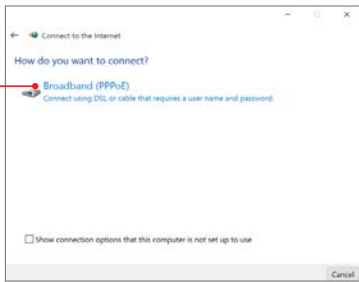 Connect to the Internet
How do you want to connect?
Broadband (PPPoE)
Connect using DSL or cable that requires a user name and password.
Show connection options that this computer is not set up to use
Cancel